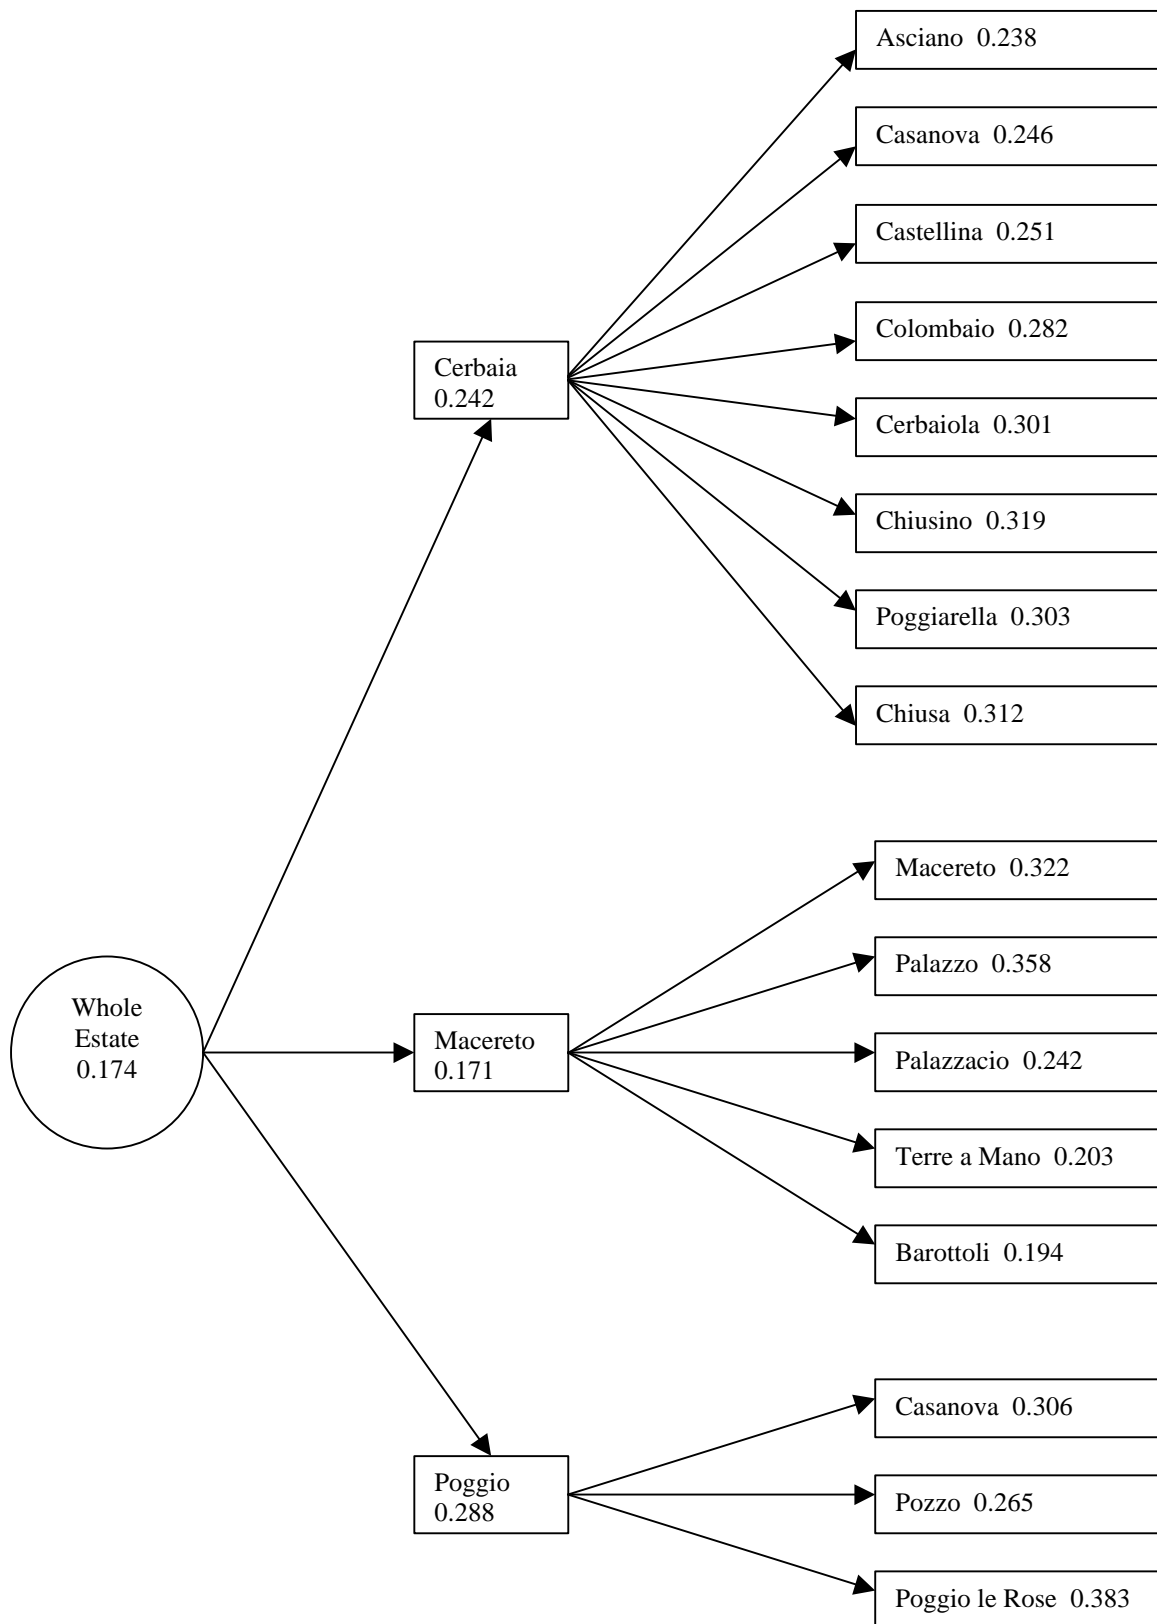 Asciano 0.238
Casanova 0.246
Castellina 0.251
Colombaio 0.282
Cerbaia
0.242
Cerbaiola 0.301
Chiusino 0.319
Poggiarella 0.303
Chiusa 0.312
Macereto 0.322
Palazzo 0.358
Whole
Estate
0.174
Macereto
0.171
Palazzacio 0.242
Terre a Mano 0.203
Barottoli 0.194
Casanova 0.306
Poggio
0.288
Pozzo 0.265
Poggio le Rose 0.383